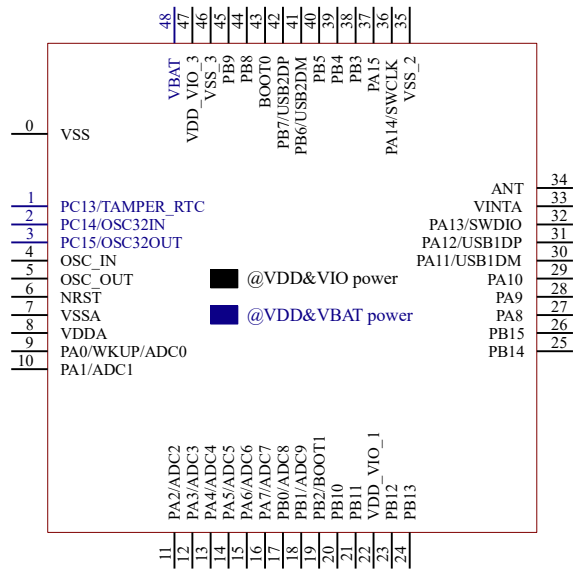 48
47
46
45
44
43
42
41
40
39
38
37
36
35
VBAT
VDD_VIO_3
VSS_3
PB9
PB8
BOOT0
PB7/USB2DP
PB6/USB2DM
PB5
PB4
PB3
PA15
PA14/SWCLK
VSS_2
0 VSS
1 PC13/TAMPER_RTC
2 PC14/OSC32IN
3 PC15/OSC32OUT
4 OSC_IN
5 OSC_OUT
6 NRST
7 VSSA
8 VDDA
9 PA0/WKUP/ADC0
10 PA1/ADC1
@VDD&VIO power
@VDD&VBAT power
ANT 34
VINTA 33
PA13/SWDIO 32
PA12/USB1DP 31
PA11/USB1DM 30
PA10 29
PA9 28
PA8 27
PB15 26
PB14 25
PA2/ADC2
PA3/ADC3
PA4/ADC4
PA5/ADC5
PA6/ADC6
PA7/ADC7
PB0/ADC8
PB1/ADC9
PB2/BOOT1
PB10
PB11
VDD_VIO_1
PB12
PB13
11
12
13
14
15
16
17
18
19
20
21
22
23
24